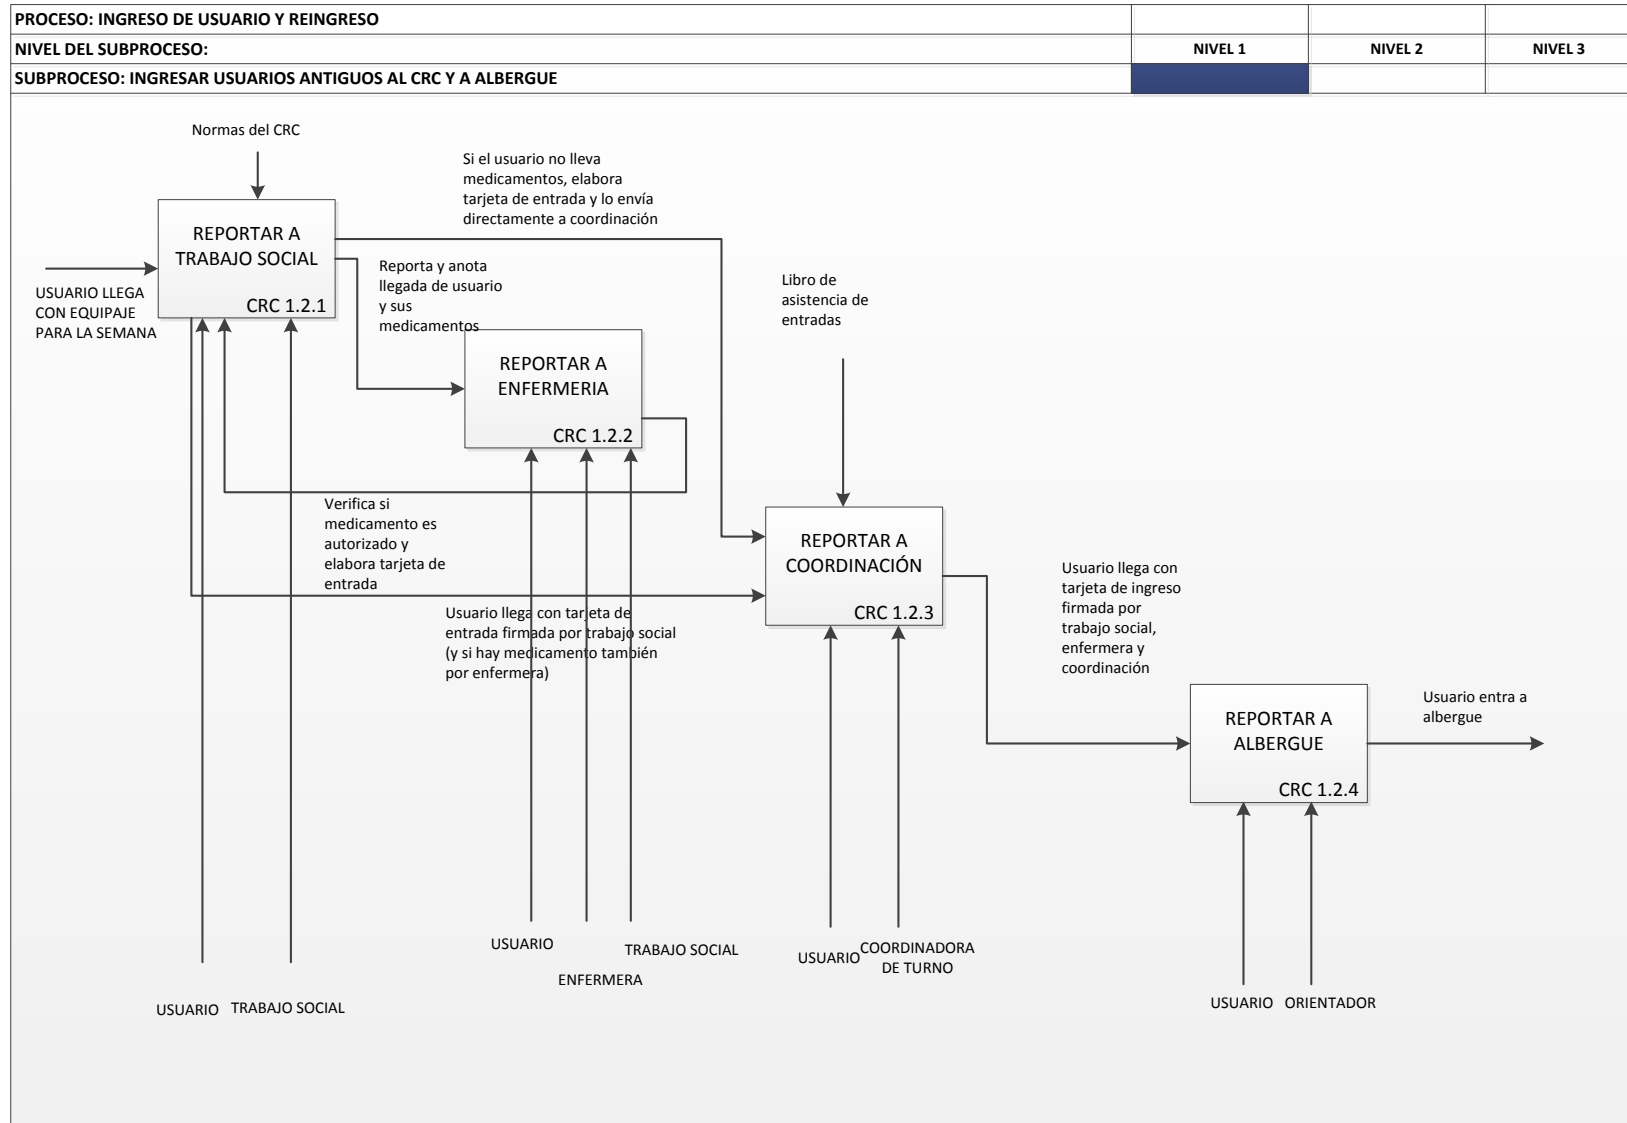 PROCESO: INGRESO DE USUARIO Y REINGRESO
NIVEL DEL SUBPROCESO:
NIVEL 1
NIVEL 2
NIVEL 3
SUBPROCESO: INGRESAR USUARIOS ANTIGUOS AL CRC Y A ALBERGUE
Normas del CRC
Si el usuario no lleva
medicamentos, elabora
tarjeta de entrada y lo envía
directamente a coordinación
REPORTAR A
TRABAJO SOCIAL
CRC 1.2.1
USUARIO LLEGA
CON EQUIPAJE
PARA LA SEMANA
Reporta y anota
llegada de usuario
y sus
medicamentos
Libro de
asistencia de
entradas
REPORTAR A
ENFERMERIA
CRC 1.2.2
Verifica si
medicamento es
autorizado y
elabora tarjeta de
entrada
REPORTAR A
COORDINACIÓN
CRC 1.2.3
Usuario llega con tarjeta de
entrada firmada por trabajo social
(y si hay medicamento también
por enfermera)
Usuario llega con
tarjeta de ingreso
firmada por
trabajo social,
enfermera y
coordinación
REPORTAR A
ALBERGUE
CRC 1.2.4
Usuario entra a
albergue
USUARIO
TRABAJO SOCIAL
USUARIO
ENFERMERA
TRABAJO SOCIAL
USUARIO
COORDINADORA
DE TURNO
USUARIO
ORIENTADOR